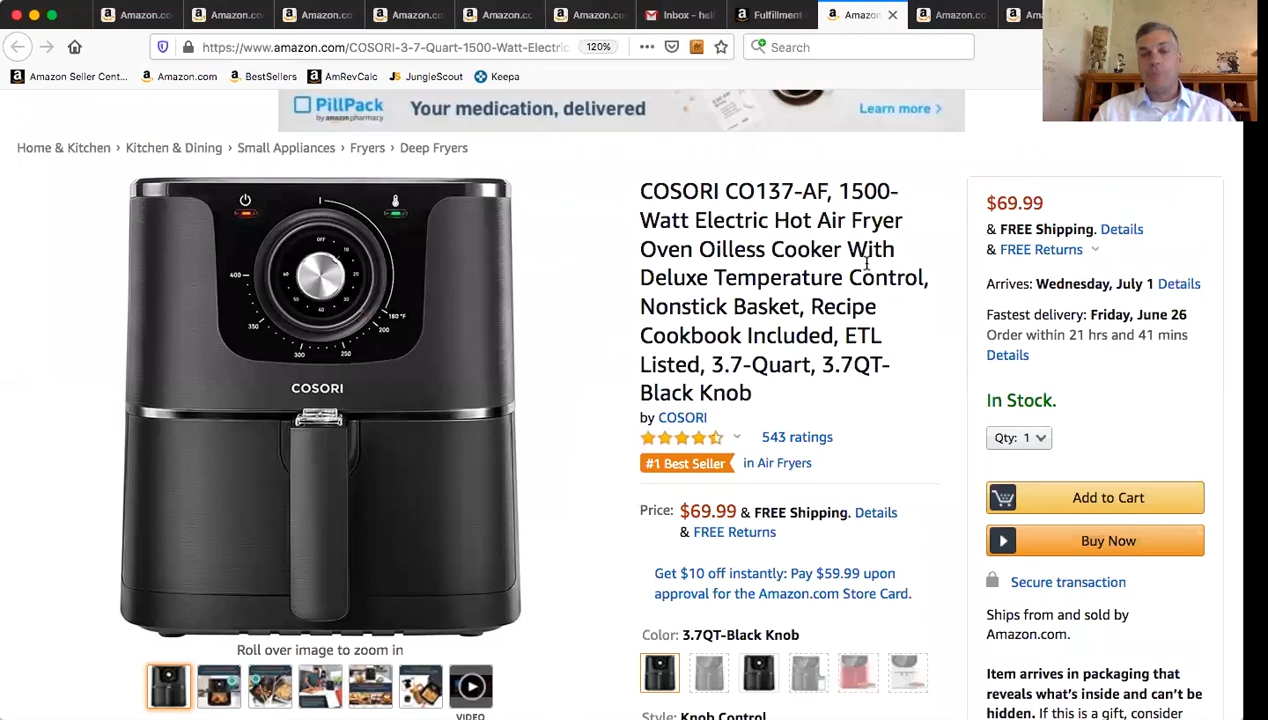 Amazon.co
Amazon.co
Amazon.co
Amazon.co
Amazon.co
Amazon.co
Inbox - hel
Fulfillment
Amazon
Amazon.co
Am
https://www.amazon.com/COSORI-3-7-Quart-1500-Watt-Electric
120%
Search
Amazon Seller Cent...
Amazon.com
BestSellers
AmRevCalc
JungleScout
Keepa
PillPack
by amazon pharmacy
Your medication, delivered
Learn more >
Home & Kitchen › Kitchen & Dining › Small Appliances › Fryers › Deep Fryers
OFF
10
20
30
60
50
40
400
350
300
250
200
180 °F
COSORI
Roll over image to zoom in
VIDEO
COSORI CO137-AF, 1500-
Watt Electric Hot Air Fryer
Oven Oilless Cooker With
Deluxe Temperature Control,
Nonstick Basket, Recipe
Cookbook Included, ETL
Listed, 3.7-Quart, 3.7QT-
Black Knob
by COSORI
543 ratings
#1 Best Seller in Air Fryers
Price: $69.99 & FREE Shipping. Details
& FREE Returns
Get $10 off instantly: Pay $59.99 upon
approval for the Amazon.com Store Card.
Color: 3.7QT-Black Knob
Style: Knob Control
$69.99
& FREE Shipping. Details
& FREE Returns
Arrives: Wednesday, July 1 Details
Fastest delivery: Friday, June 26
Order within 21 hrs and 41 mins
Details
In Stock.
Qty: 1
Add to Cart
Buy Now
Secure transaction
Ships from and sold by
Amazon.com.
Item arrives in packaging that
reveals what's inside and can't be
hidden. If this is a gift, consider